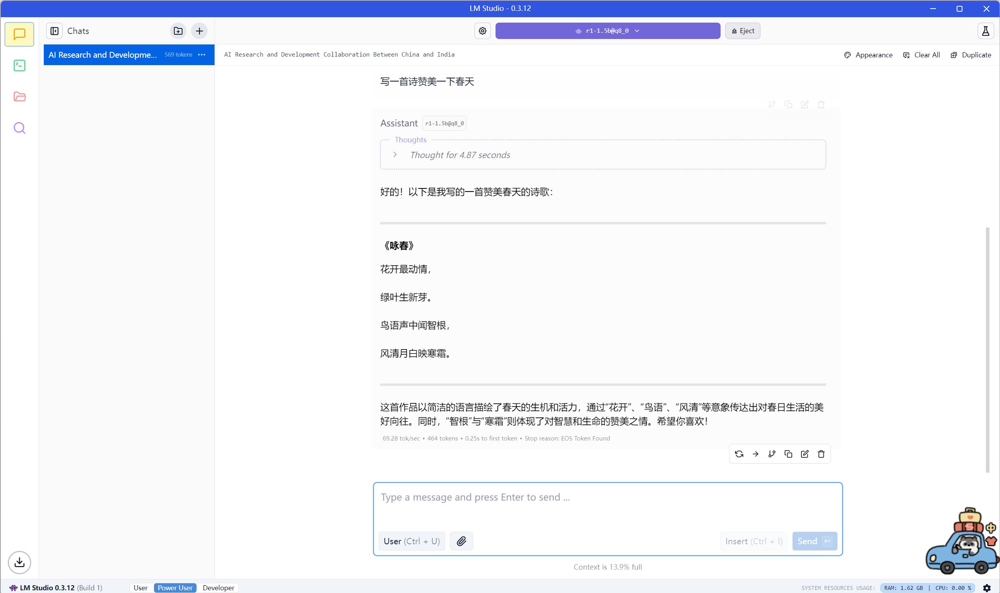 LM Studio - 0.3.12
Chats
r1-1.5b@q8_0
Eject
AI Research and Developme... 569 tokens
AI Research and Development Collaboration Between China and India
Appearance
Clear All
Duplicate
写一首诗赞美一下春天
Assistant r1-1.5b@q8_0
Thoughts
Thought for 4.87 seconds
好的！以下是我写的一首赞美春天的诗歌：
《咏春》
花开最动情，
绿叶生新芽。
鸟语声中闻智根，
风清月白映寒霜。
这首作品以简洁的语言描绘了春天的生机和活力，通过“花开”、“鸟语”、“风清”等意象传达出对春日生活的美
好向往。同时，“智根”与“寒霜”则体现了对智慧和生命的赞美之情。希望你喜欢！
69.28 tok/sec • 464 tokens • 0.25s to first token • Stop reason: EOS Token Found
Type a message and press Enter to send ...
User (Ctrl + U)
Insert (Ctrl + I)
Send
中
Context is 13.9% full
LM Studio 0.3.12 (Build 1)
User
Power User
Developer
SYSTEM RESOURCES USAGE: RAM: 1.62 GB | CPU: 0.00 %